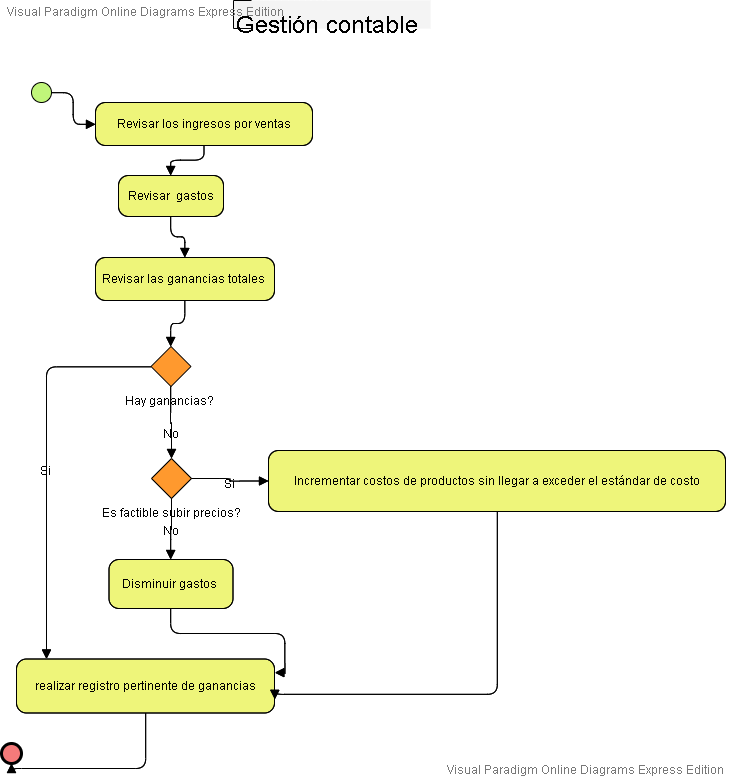 Visual Paradigm Online Diagrams Express Edition
Gestión contable
Revisar los ingresos por ventas
Revisar gastos
Revisar las ganancias totales
Hay ganancias?
No
Si
Si
Incrementar costos de productos sin llegar a exceder el estándar de costo
Es factible subir precios?
No
Disminuir gastos
realizar registro pertinente de ganancias
Visual Paradigm Online Diagrams Express Edition